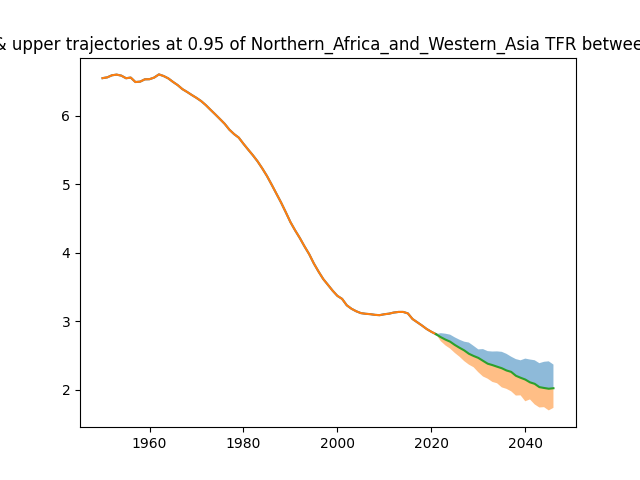 & upper trajectories at 0.95 of Northern_Africa_and_Western_Asia TFR betwee
6
5
4
3
2
1960 1980 2000 2020 2040